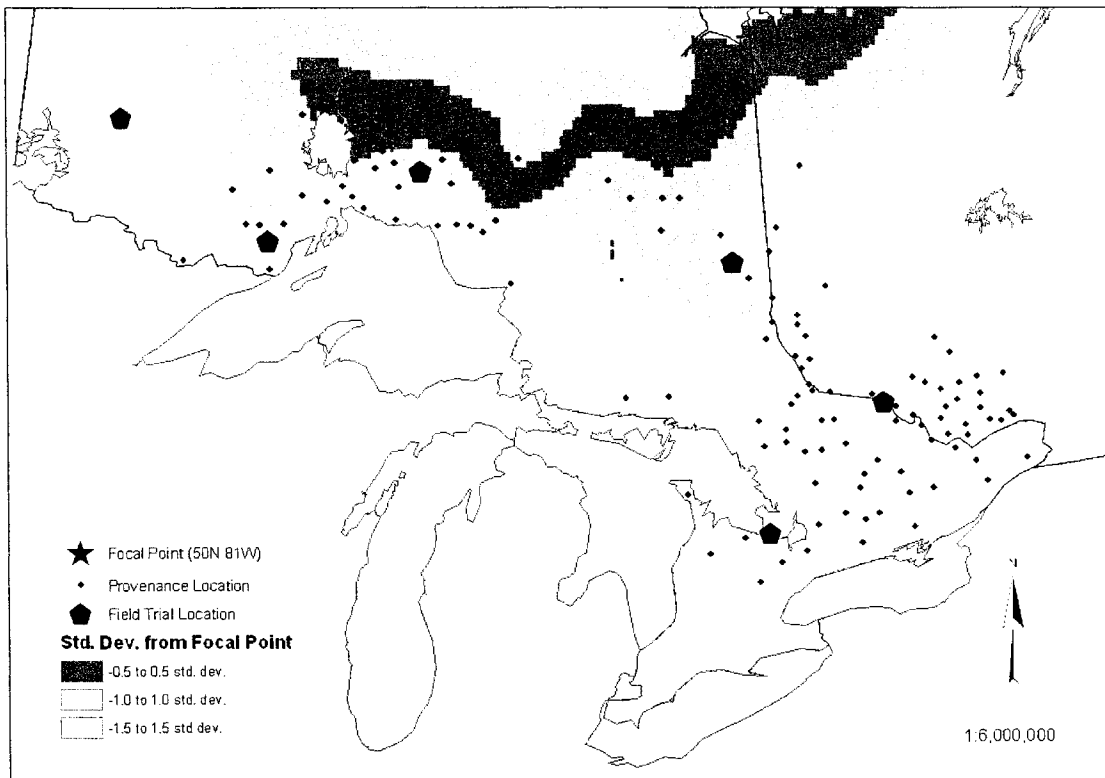 Focal Point (50N 81W)
Provenance Location
Field Trial Location
Std. Dev. from Focal Point
-0.5 to 0.5 std. dev.
-1.0 to 1.0 std. dev.
-1.5 to 1.5 std dev.
1:6,000,000